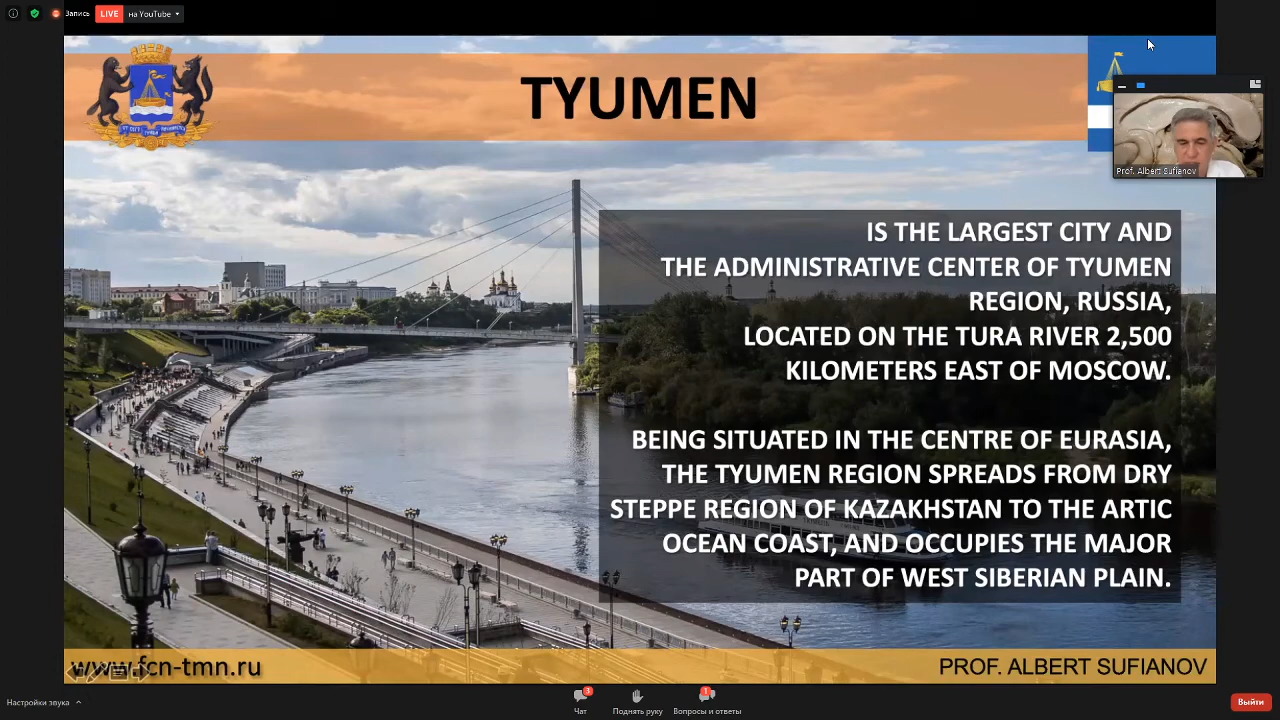 Запись
LIVE
на YouTube
TYUMEN
Prof. Albert Sufianov
IS THE LARGEST CITY AND
THE ADMINISTRATIVE CENTER OF TYUMEN
REGION, RUSSIA,
LOCATED ON THE TURA RIVER 2,500
KILOMETERS EAST OF MOSCOW.
BEING SITUATED IN THE CENTRE OF EURASIA,
THE TYUMEN REGION SPREADS FROM DRY
STEPPE REGION OF KAZAKHSTAN TO THE ARTIC
OCEAN COAST, AND OCCUPIES THE MAJOR
PART OF WEST SIBERIAN PLAIN.
www.fcn-tmn.ru
PROF. ALBERT SUFIANOV
Настройки звука
3
Чат
Поднять руку
1
Вопросы и ответы
Выйти